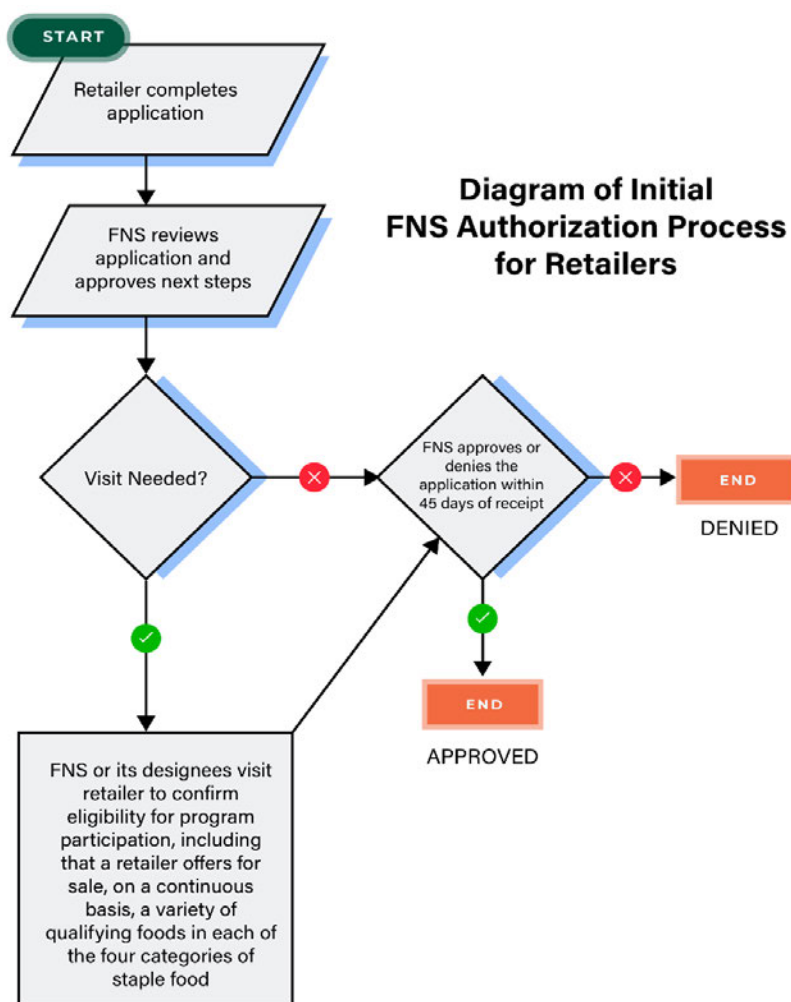 START
Retailer completes
application
Diagram of Initial
FNS Authorization Process
for Retailers
FNS reviews
application and
approves next steps
Visit Needed?
FNS approves or
denies the
application within
45 days of receipt
END
DENIED
END
APPROVED
FNS or its designees visit
retailer to confirm
eligibility for program
participation, including
that a retailer offers for
sale, on a continuous
basis, a variety of
qualifying foods in each of
the four categories of
staple food